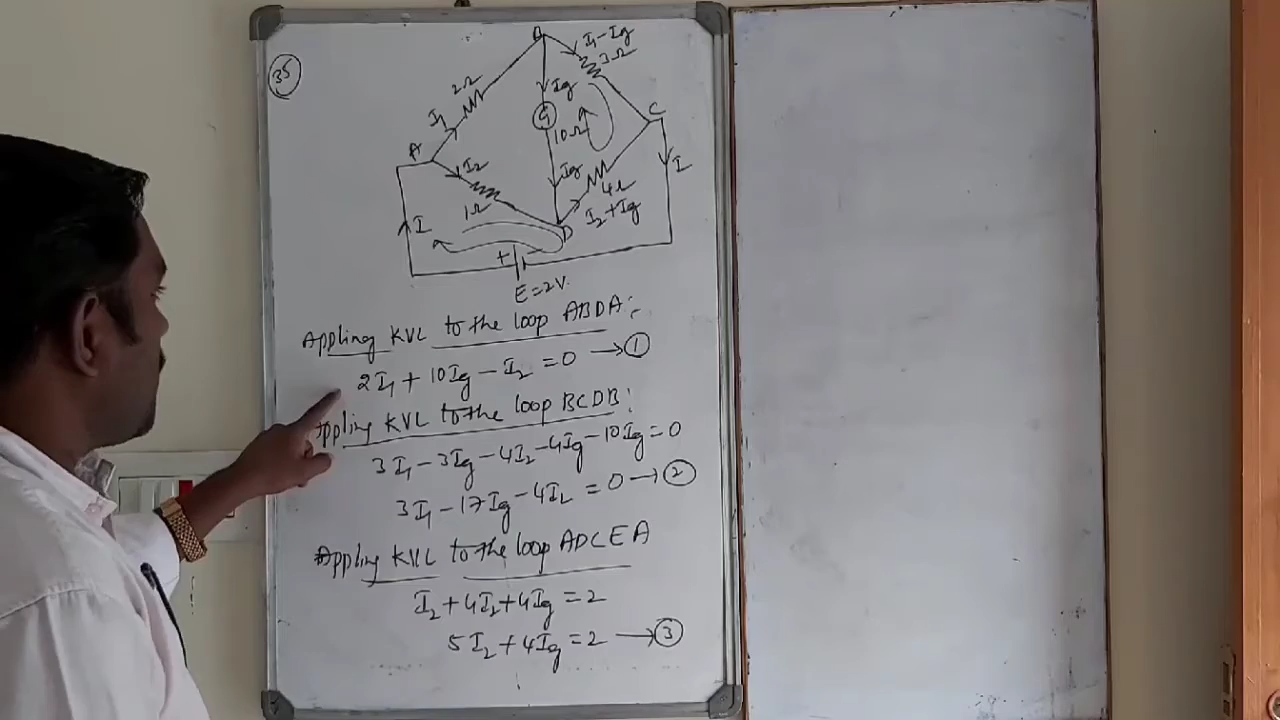 35
B
I1-Ig
3Ω
2Ω
I1
Ig
G
10Ω
C
A
I2
Ig
I
4Ω
1Ω
I2+Ig
I
D
+
E=2V.
Appling KVL to the loop ABDA:-
2I1 + 10Ig - I2 = 0 → 1
Appling KVL to the loop BCDB:
3I1 - 3Ig - 4I2 - 4Ig - 10Ig = 0
3I1 - 17Ig - 4I2 = 0 → 2
Appling KVL to the loop ADCEA
I2 + 4I2 + 4Ig = 2
5I2 + 4Ig = 2 → 3